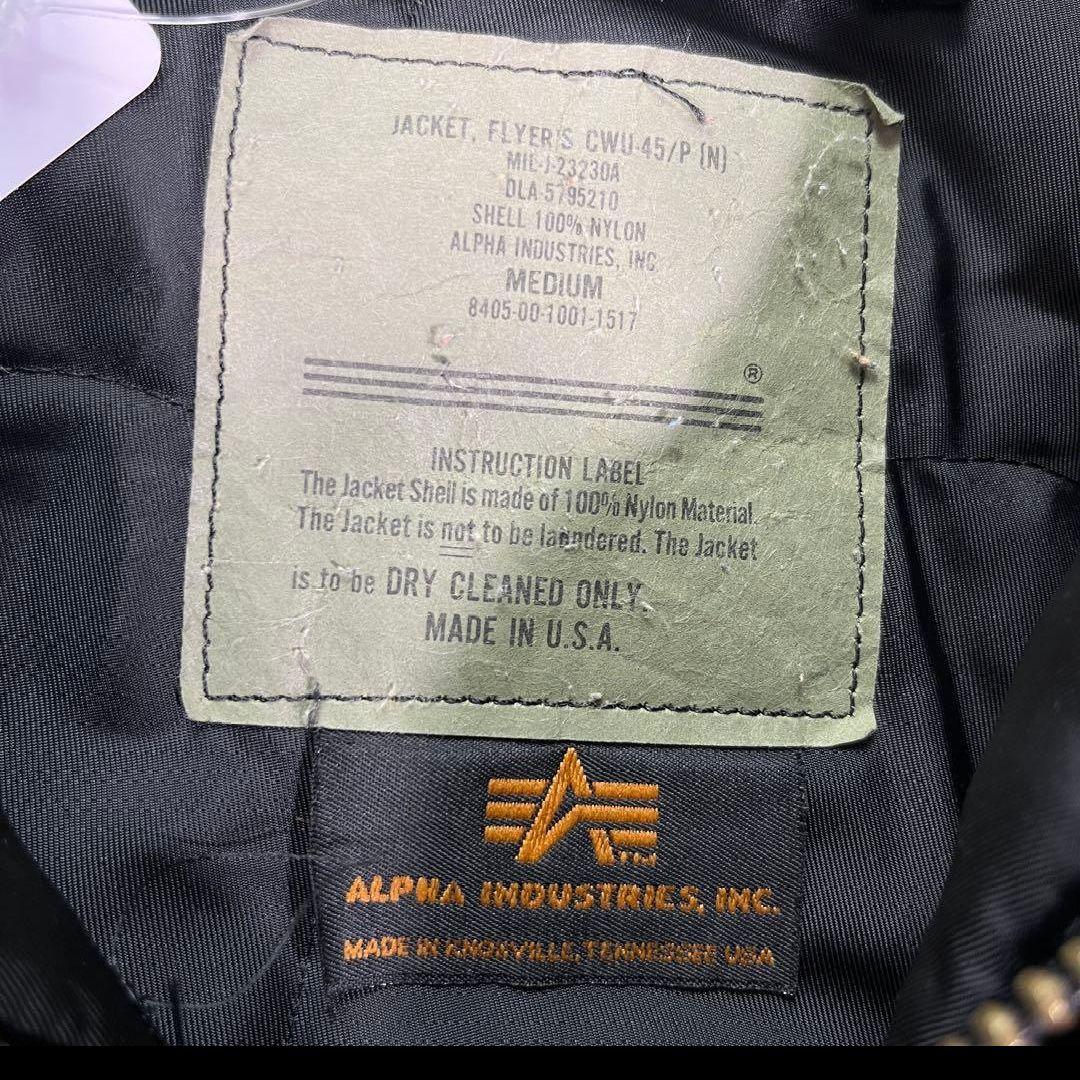 JACKET, FLYER'S CWU-45/P (N)
MIL-J-23230A
DLA 5795210
SHELL 100% NYLON
ALPHA INDUSTRIES, INC.
MEDIUM
8405-00-1001-1517
®
INSTRUCTION LABEL
The Jacket Shell is made of 100% Nylon Material.
The Jacket is not to be laundered. The Jacket
is to be DRY CLEANED ONLY.
MADE IN U.S.A.
TM
ALPHA INDUSTRIES, INC.
MADE IN KNOXVILLE, TENNESSEE USA